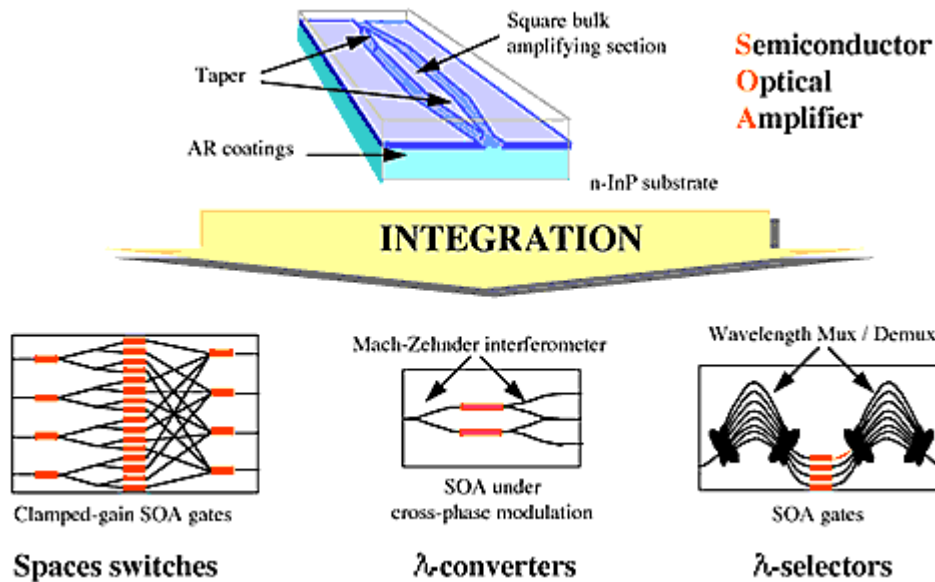 Square bulk
amplifying section
Semiconductor
Optical
Amplifier
Taper
AR coatings
n-InP substrate
INTEGRATION
Mach-Zehnder interferometer
Wavelength Mux / Demux
Clamped-gain SOA gates
SOA under
cross-phase modulation
SOA gates
Spaces switches
λ-converters
λ-selectors